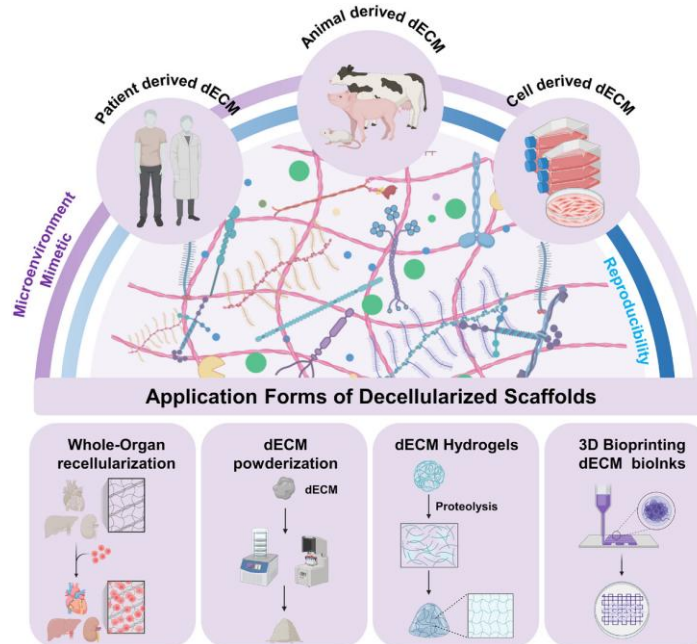 Animal derived dECM
Patient derived dECM
Cell derived dECM
Microenvironment
Mimetic
Reproducibility
Application Forms of Decellularized Scaffolds
Whole-Organ
recellularization
dECM
powderization
dECM
dECM Hydrogels
Proteolysis
3D Bioprinting
dECM bioInks